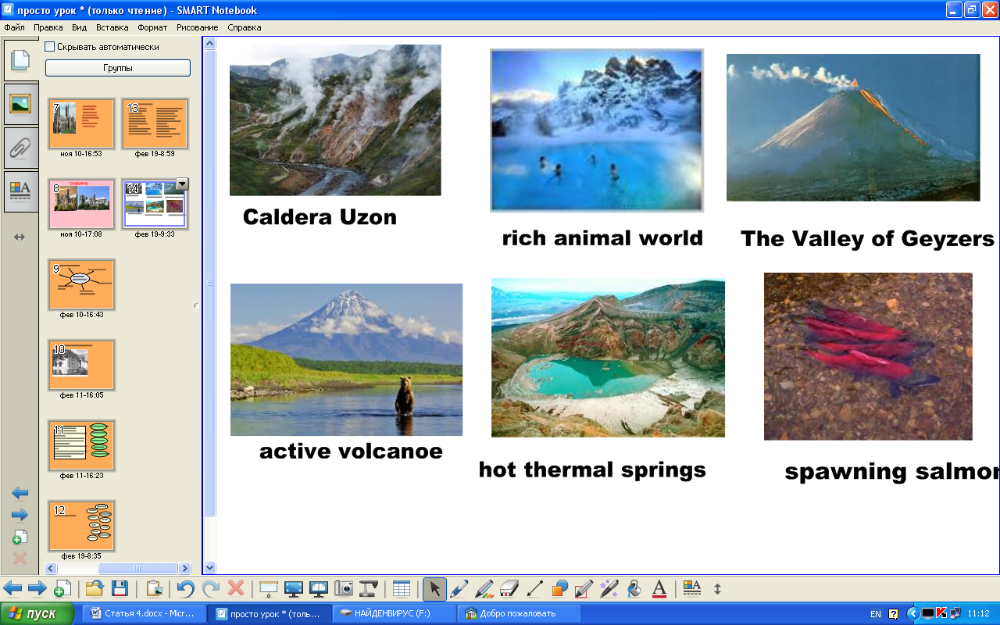 просто урок * (только чтение) - SMART Notebook
Файл Правка Вид Вставка Формат Рисование Справка
Скрывать автоматически
Группы
7
ноя 10-16:53
13
фев 19-8:59
8
ноя 10-17:08
14
фев 19-9:33
9
фев 10-16:43
10
фев 11-16:05
11
фев 11-16:23
12
фев 19-8:35
Caldera Uzon
rich animal world
The Valley of Geyzers
active volcanoe
hot thermal springs
spawning salmon
пуск
Статья 4.docx - Micr...
просто урок * (толь...
НАЙДЕНВИРУС (F:)
Добро пожаловать
EN
11:12